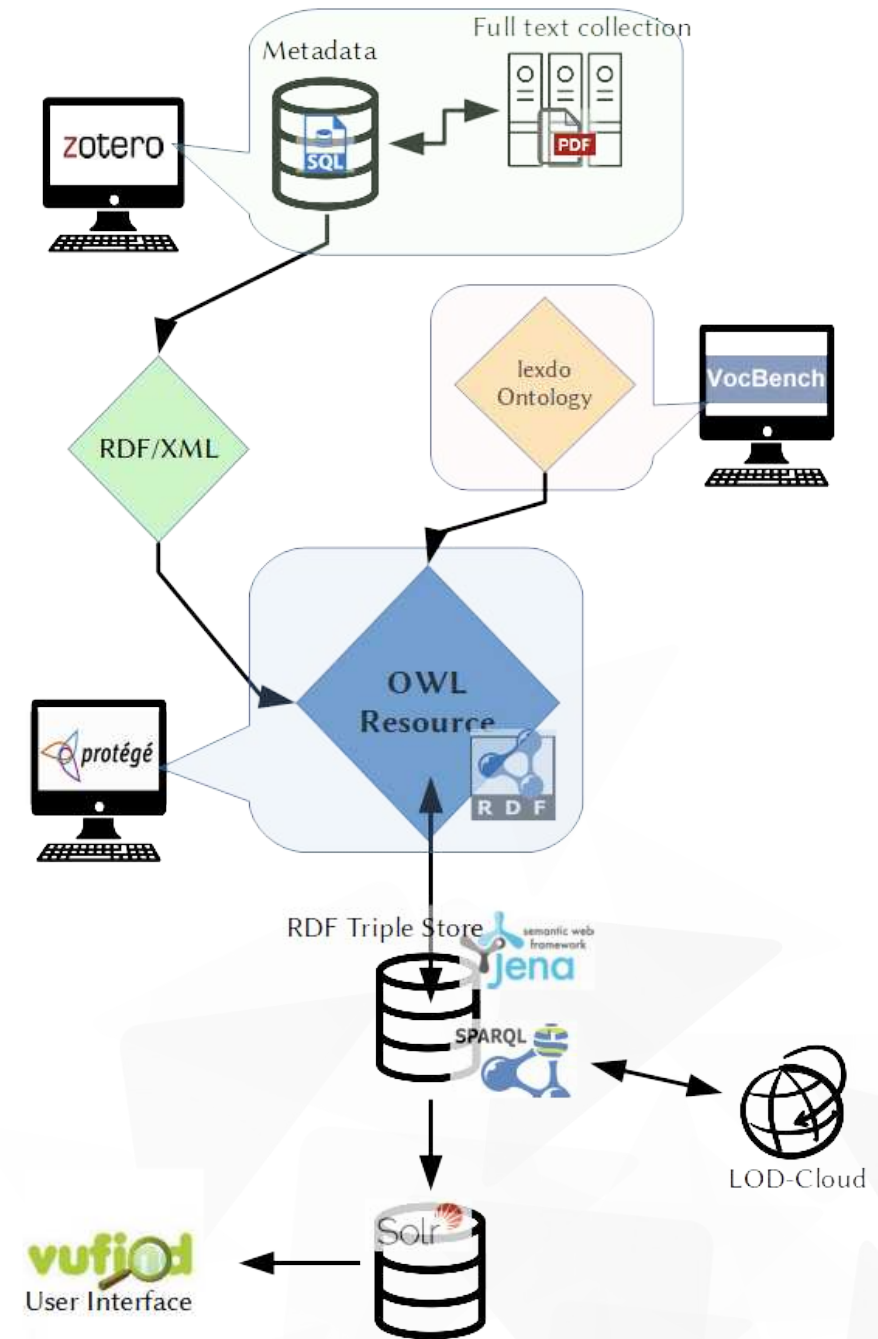 Full text collection
Metadata
zotero
SQL
PDF
lexdo
Ontology
VocBench
RDF/XML
OWL
Resource
RDF
protégé
RDF Triple Store
semantic web
framework
Jena
SPARQL
LOD-Cloud
Solr
vufind
User Interface